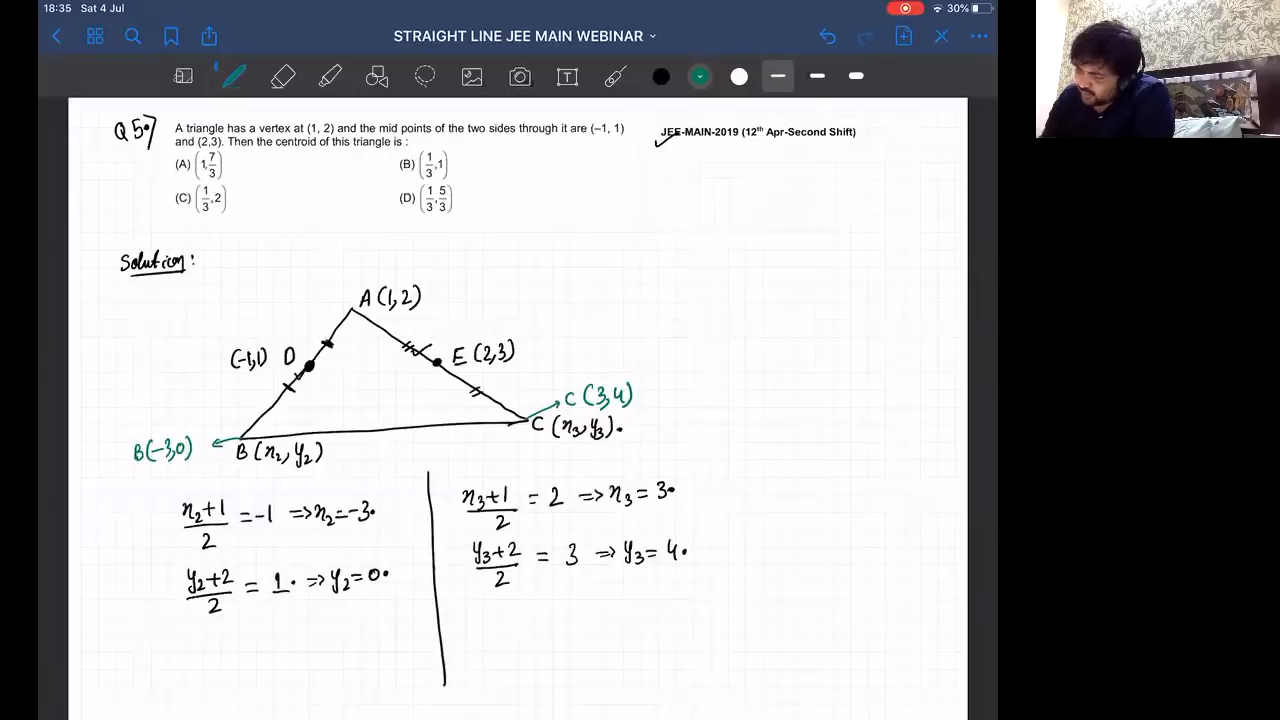 18:35 Sat 4 Jul
30%
STRAIGHT LINE JEE MAIN WEBINAR
Q5.
A triangle has a vertex at (1, 2) and the mid points of the two sides through it are (–1, 1)
and (2,3). Then the centroid of this triangle is :
JEE-MAIN-2019 (12th Apr-Second Shift)
(A) (1, 7/3)
(B) (1/3, 1)
(C) (1/3, 2)
(D) (1/3, 5/3)
Solution:
A (1,2)
(-1,1) D
E (2,3)
C (3,4)
C (x3, y3).
B(-3,0)
B (x2, y2)
(x2+1)/2 = -1 => x2 = -3.
(y2+2)/2 = 1. => y2 = 0.
(x3+1)/2 = 2 => x3 = 3.
(y3+2)/2 = 3 => y3 = 4.